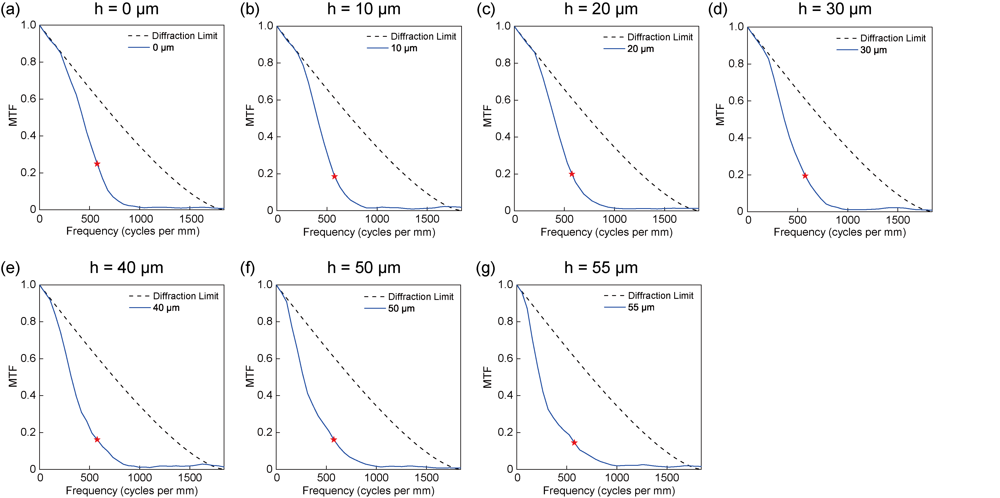 (a) h = 0 µm
1.0
0.8
0.6
0.4
0.2
0
MTF
Diffraction Limit
0 µm
0 500 1000 1500
Frequency (cycles per mm)
(b) h = 10 µm
1.0
0.8
0.6
0.4
0.2
0
MTF
Diffraction Limit
10 µm
0 500 1000 1500
Frequency (cycles per mm)
(c) h = 20 µm
1.0
0.8
0.6
0.4
0.2
0
MTF
Diffraction Limit
20 µm
0 500 1000 1500
Frequency (cycles per mm)
(d) h = 30 µm
1.0
0.8
0.6
0.4
0.2
0
MTF
Diffraction Limit
30 µm
0 500 1000 1500
Frequency (cycles per mm)
(e) h = 40 µm
1.0
0.8
0.6
0.4
0.2
0
MTF
Diffraction Limit
40 µm
0 500 1000 1500
Frequency (cycles per mm)
(f) h = 50 µm
1.0
0.8
0.6
0.4
0.2
0
MTF
Diffraction Limit
50 µm
0 500 1000 1500
Frequency (cycles per mm)
(g) h = 55 µm
1.0
0.8
0.6
0.4
0.2
0
MTF
Diffraction Limit
55 µm
0 500 1000 1500
Frequency (cycles per mm)